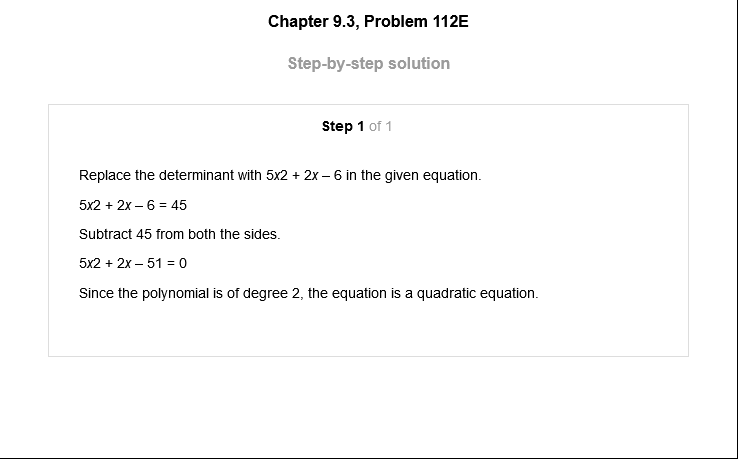 Chapter 9.3, Problem 112E
Step-by-step solution
Step 1 of 1
Replace the determinant with 5x2 + 2x – 6 in the given equation.
5x2 + 2x – 6 = 45
Subtract 45 from both the sides.
5x2 + 2x – 51 = 0
Since the polynomial is of degree 2, the equation is a quadratic equation.